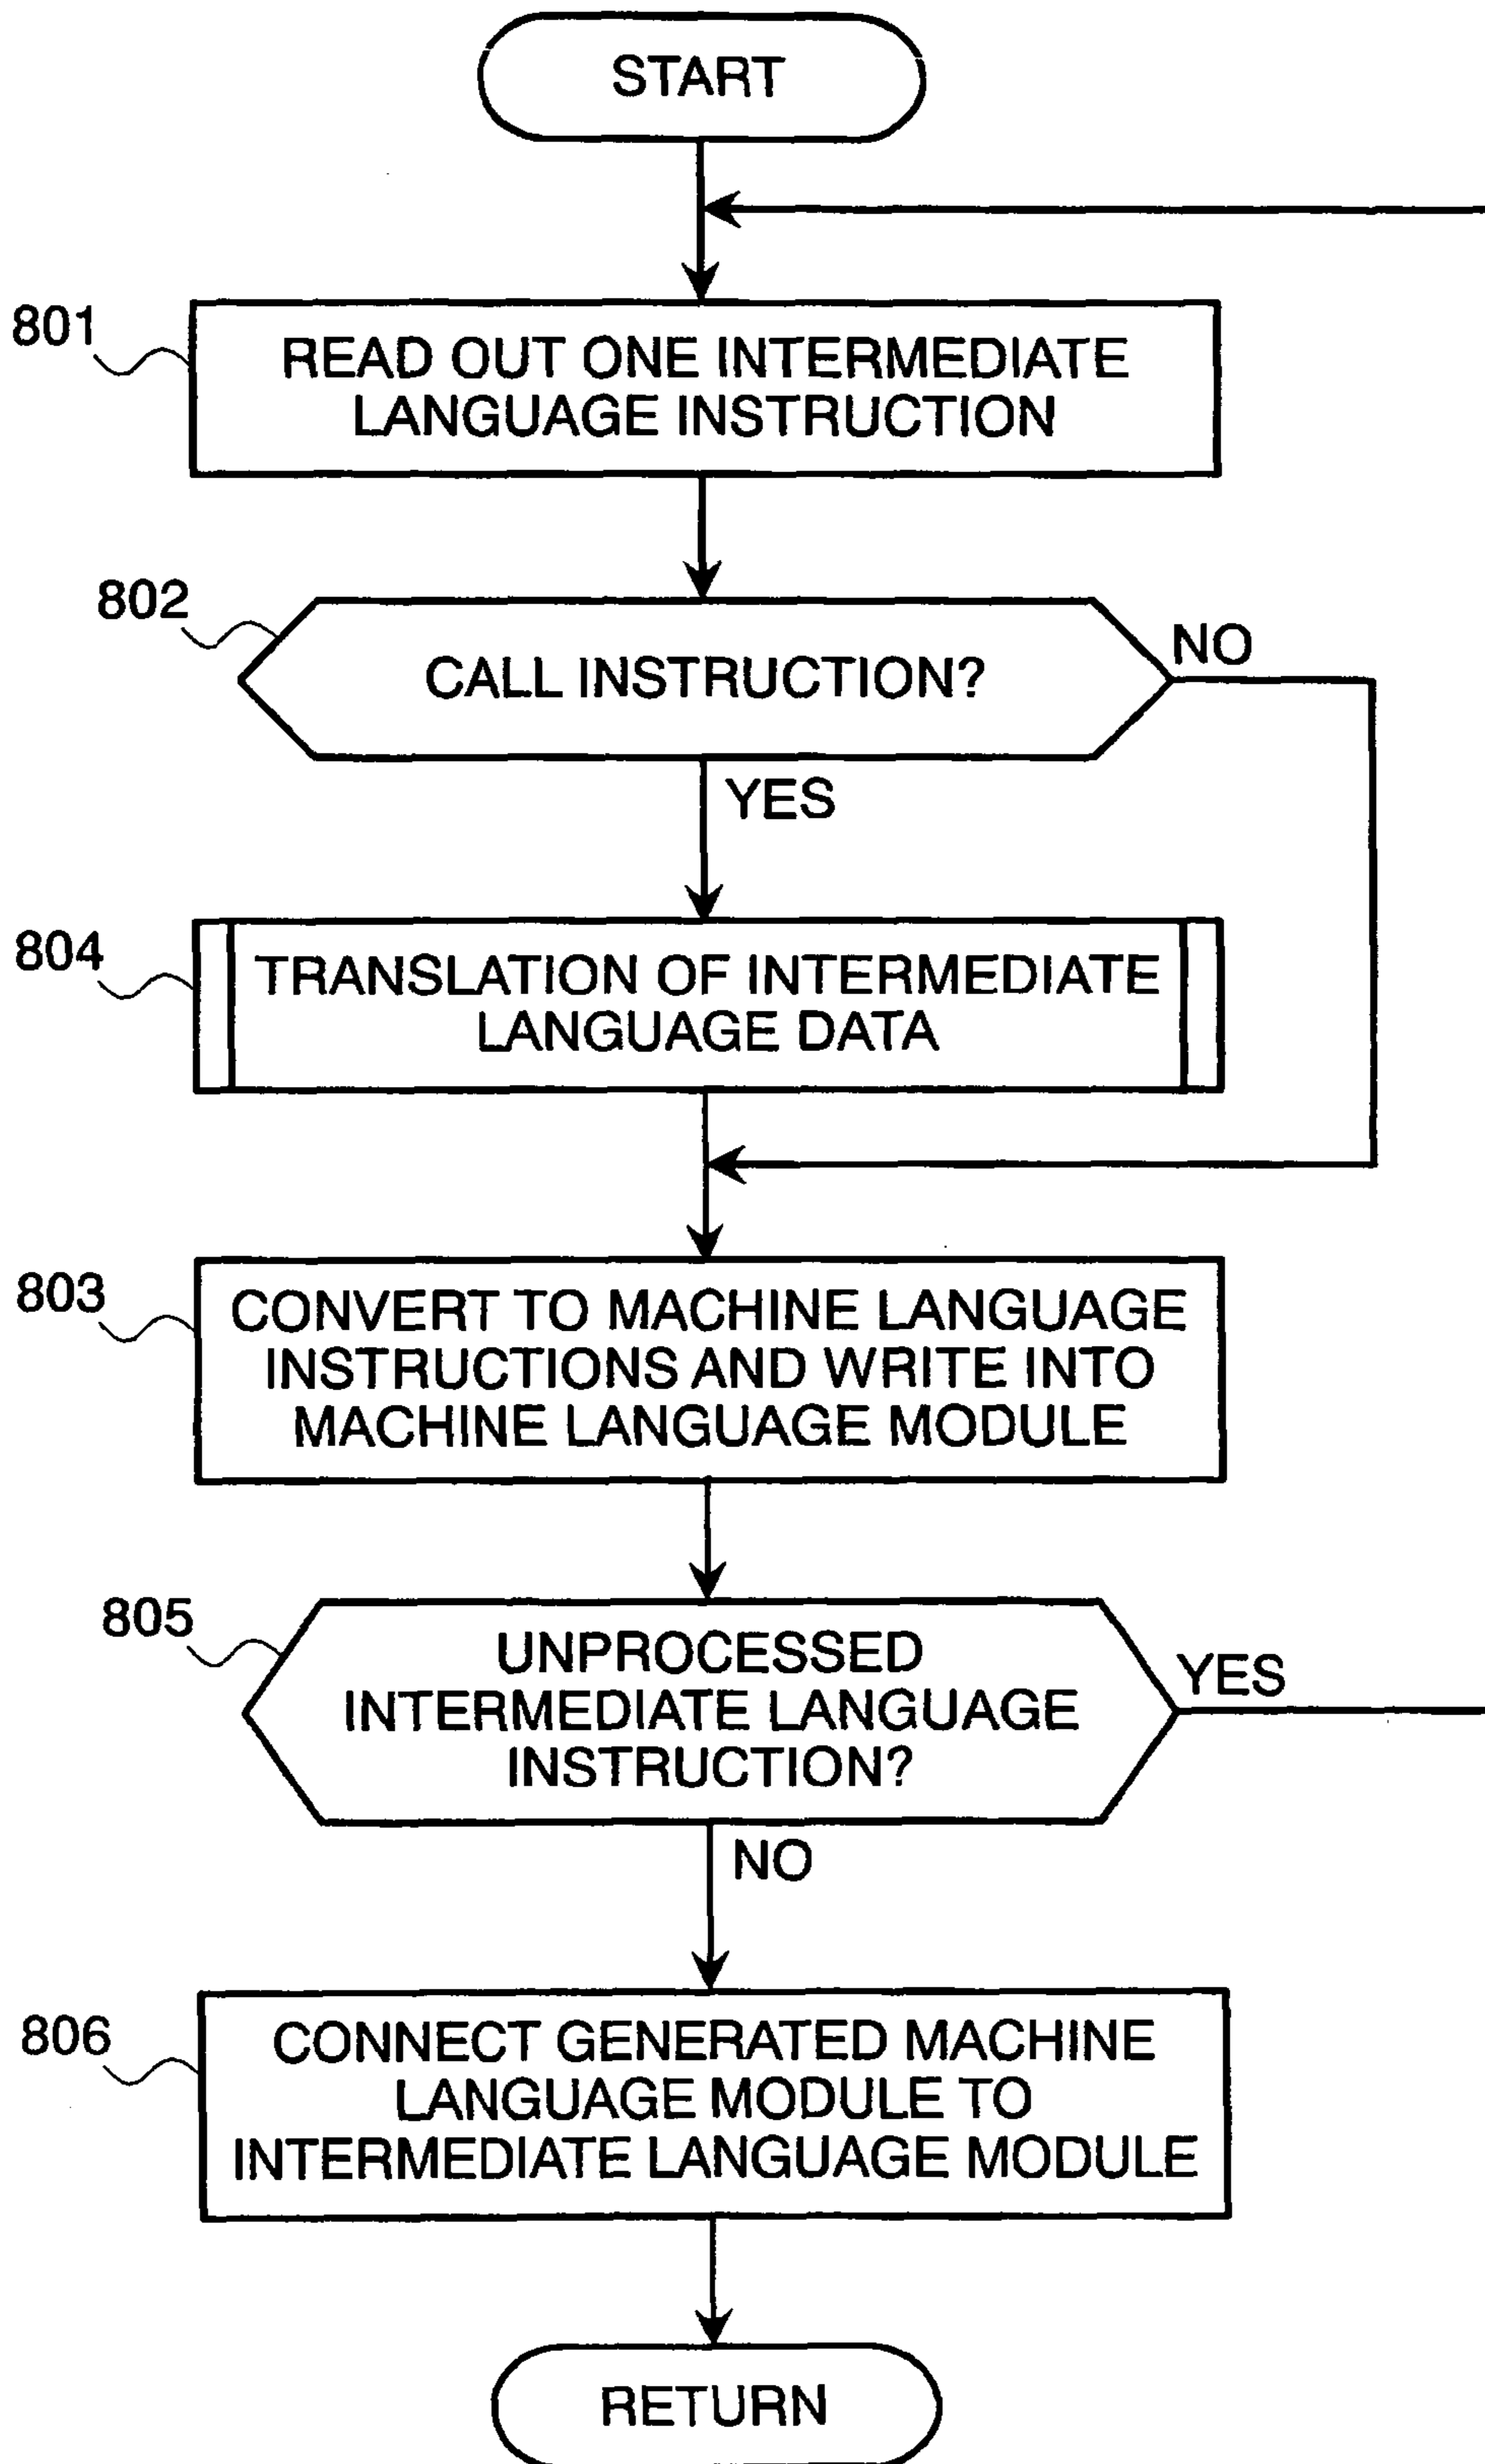 START
801
READ OUT ONE INTERMEDIATE
LANGUAGE INSTRUCTION
802
CALL INSTRUCTION?
NO
YES
804
TRANSLATION OF INTERMEDIATE
LANGUAGE DATA
803
CONVERT TO MACHINE LANGUAGE
INSTRUCTIONS AND WRITE INTO
MACHINE LANGUAGE MODULE
805
UNPROCESSED
INTERMEDIATE LANGUAGE
INSTRUCTION?
YES
NO
806
CONNECT GENERATED MACHINE
LANGUAGE MODULE TO
INTERMEDIATE LANGUAGE MODULE
RETURN